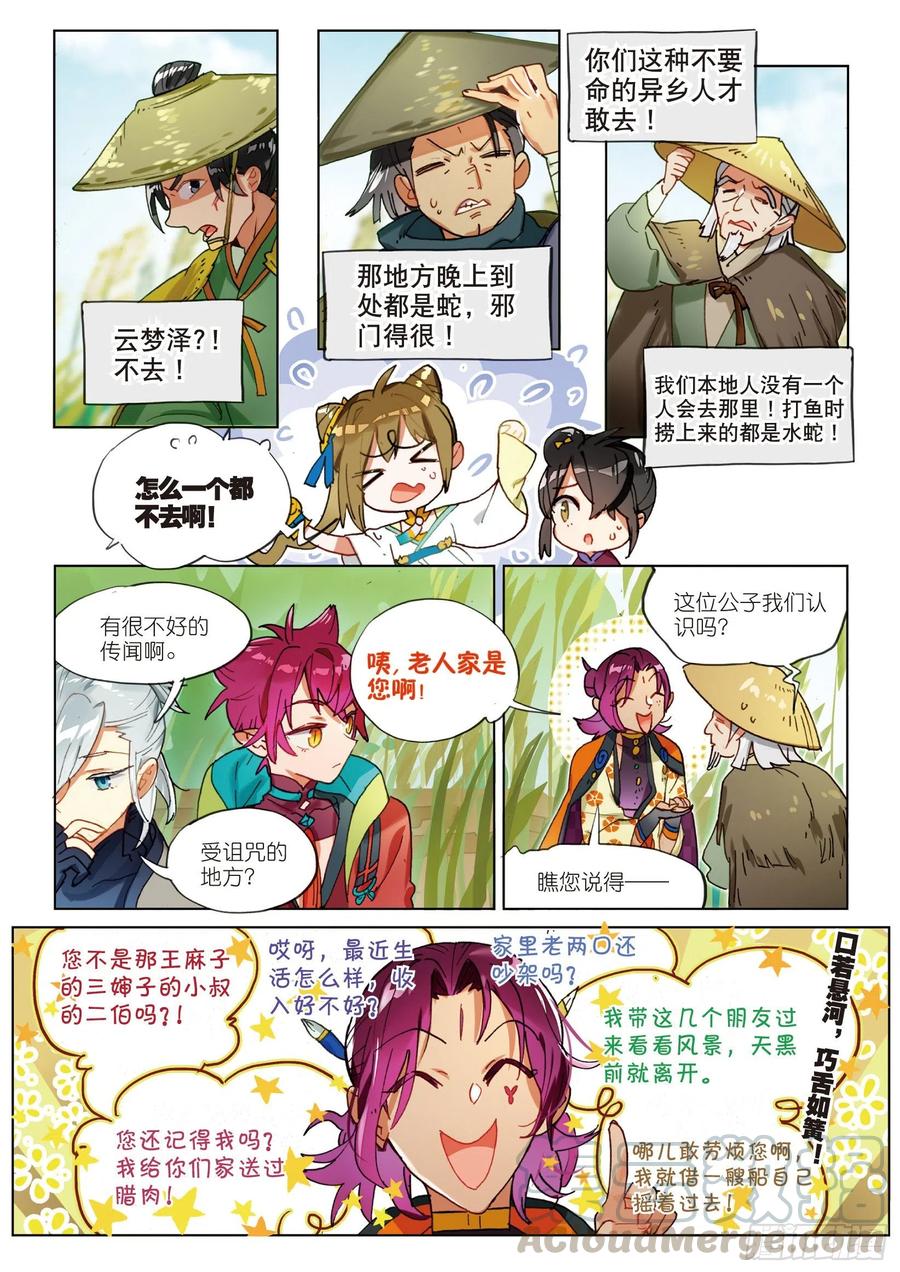 云梦泽?!
不去!
那地方晚上到
处都是蛇，邪
门得很!
你们这种不要
命的异乡人才
敢去!
我们本地人没有一个
人会去那里!打鱼时
捞上来的都是水蛇!
怎么一个都
不去啊!
有很不好的
传闻啊。
受诅咒的
地方?
咦，老人家是
您啊!
这位公子我们认
识吗?
瞧您说得——
您不是那王麻子
的三婶子的小叔
的二佰吗?!
哎呀，最近生
活怎么样，收
入好不好?
家里老两口还
吵架吗?
口若悬河，巧舌如簧!
我带这几个朋友过
来看看风景，天黑
前就离开。
您还记得我吗?
我给你们家送过
腊肉!
哪儿敢劳烦您啊
我就借一艘船自己
摇着过去!
AcloudMerge.com